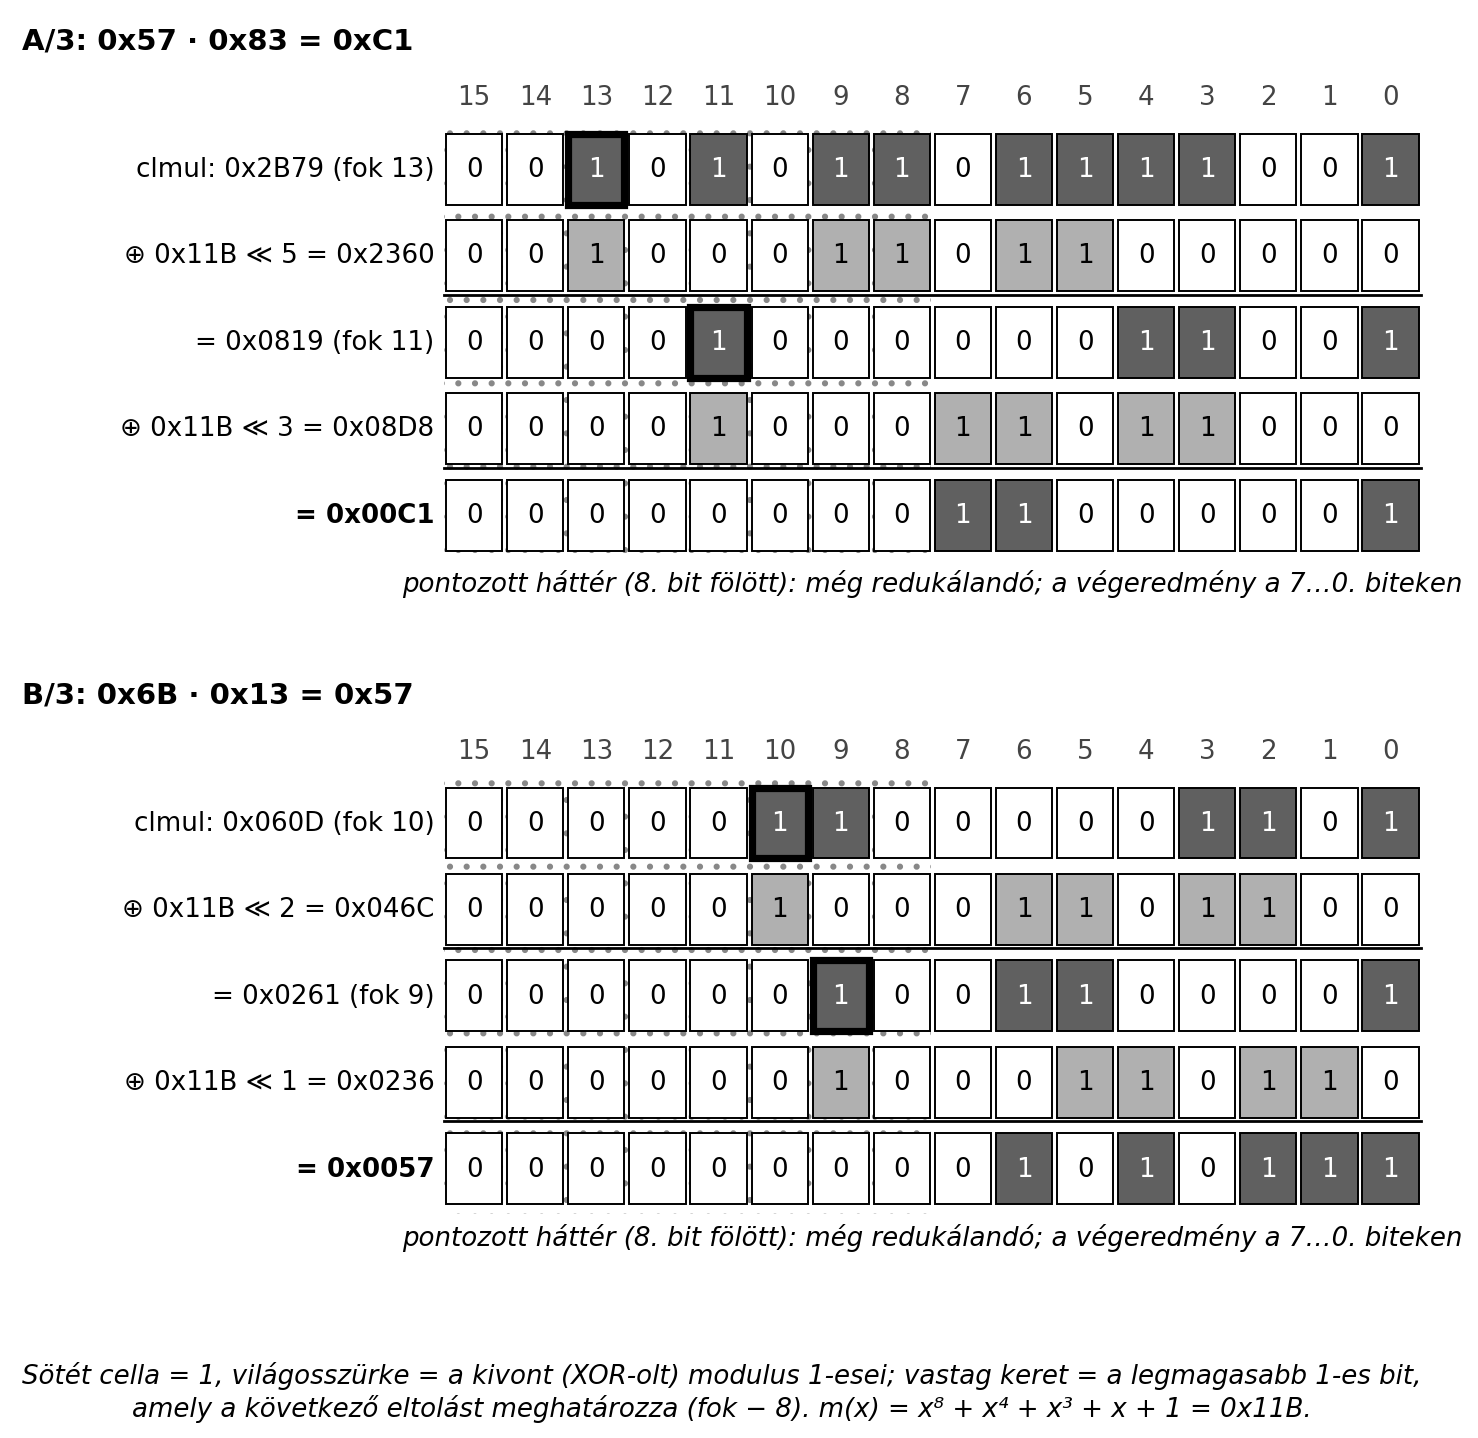 A/3: 0x57 · 0x83 = 0xC1
15 14 13 12 11 10 9 8 7 6 5 4 3 2 1 0
clmul: 0x2B79 (fok 13) 0 0 1 0 1 0 1 1 0 1 1 1 1 0 0 1
⊕ 0x11B ≪ 5 = 0x2360 0 0 1 0 0 0 1 1 0 1 1 0 0 0 0 0
= 0x0819 (fok 11) 0 0 0 0 1 0 0 0 0 0 0 1 1 0 0 1
⊕ 0x11B ≪ 3 = 0x08D8 0 0 0 0 1 0 0 0 1 1 0 1 1 0 0 0
= 0x00C1 0 0 0 0 0 0 0 0 1 1 0 0 0 0 0 1
pontozott háttér (8. bit fölött): még redukálandó; a végeredmény a 7…0. biteken
B/3: 0x6B · 0x13 = 0x57
15 14 13 12 11 10 9 8 7 6 5 4 3 2 1 0
clmul: 0x060D (fok 10) 0 0 0 0 0 1 1 0 0 0 0 0 1 1 0 1
⊕ 0x11B ≪ 2 = 0x046C 0 0 0 0 0 1 0 0 0 1 1 0 1 1 0 0
= 0x0261 (fok 9) 0 0 0 0 0 0 1 0 0 1 1 0 0 0 0 1
⊕ 0x11B ≪ 1 = 0x0236 0 0 0 0 0 0 1 0 0 0 1 1 0 1 1 0
= 0x0057 0 0 0 0 0 0 0 0 0 1 0 1 0 1 1 1
pontozott háttér (8. bit fölött): még redukálandó; a végeredmény a 7…0. biteken
Sötét cella = 1, világosszürke = a kivont (XOR-olt) modulus 1-esei; vastag keret = a legmagasabb 1-es bit,
amely a következő eltolást meghatározza (fok − 8). m(x) = x⁸ + x⁴ + x³ + x + 1 = 0x11B.